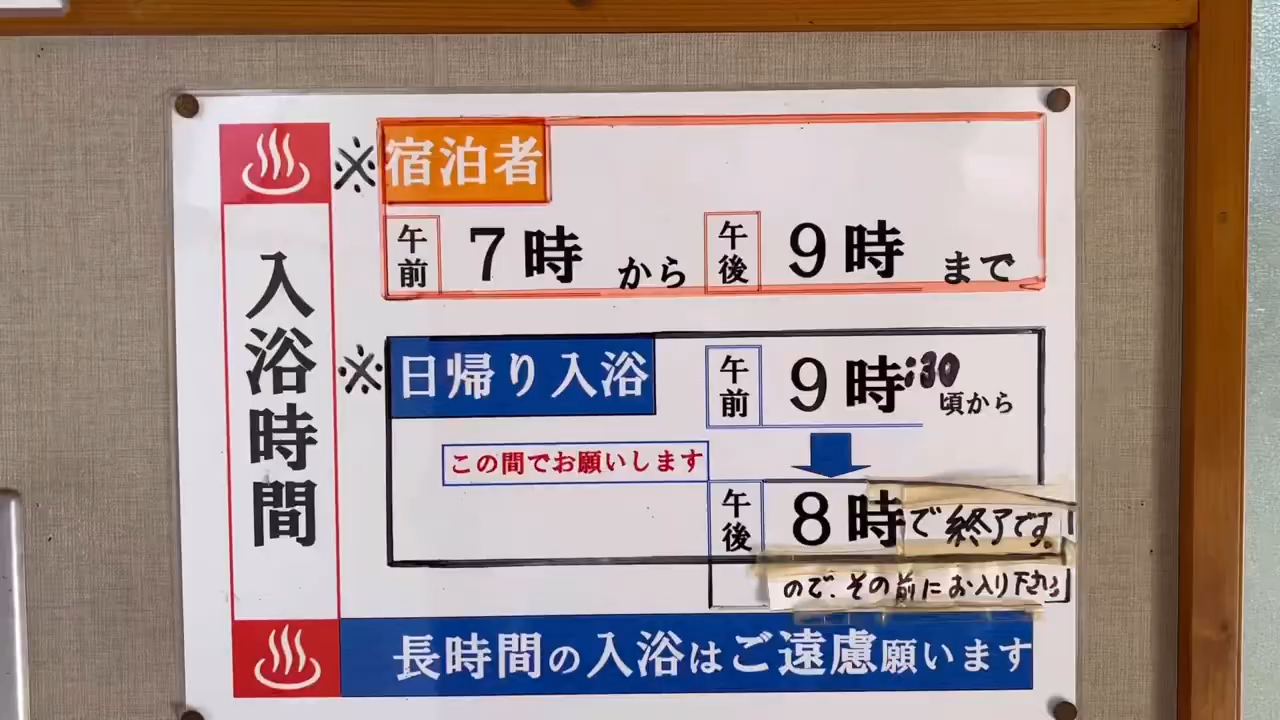 入浴時間
※宿泊者
午前 7時 から 午後 9時 まで
※日帰り入浴 午前 9時:30頃から
この間でお願いします
午後 8時で終了です。
ので、その前にお入り下さい
長時間の入浴はご遠慮願います